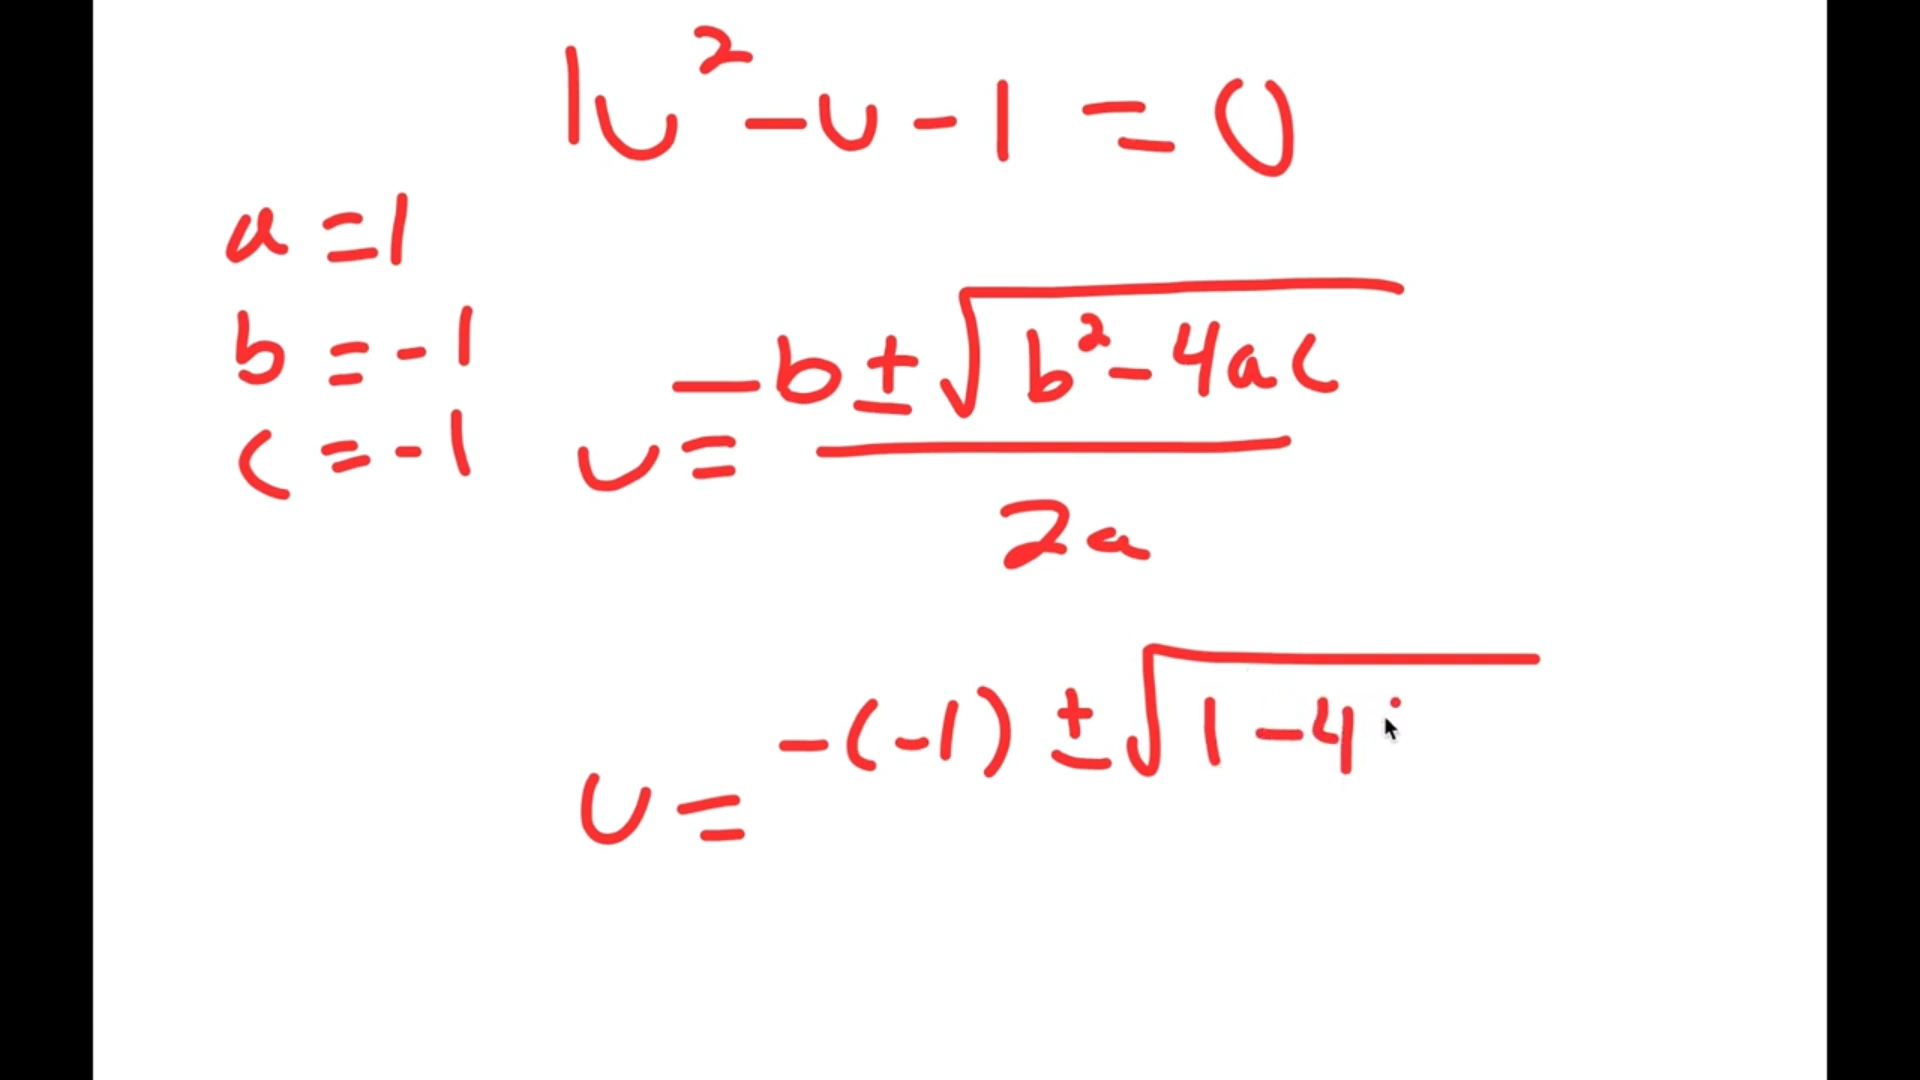 1u² - u - 1 = 0
a = 1
b = -1
c = -1
u = (-b ± √(b² - 4ac)) / 2a
u = -(-1) ± √(1 - 4